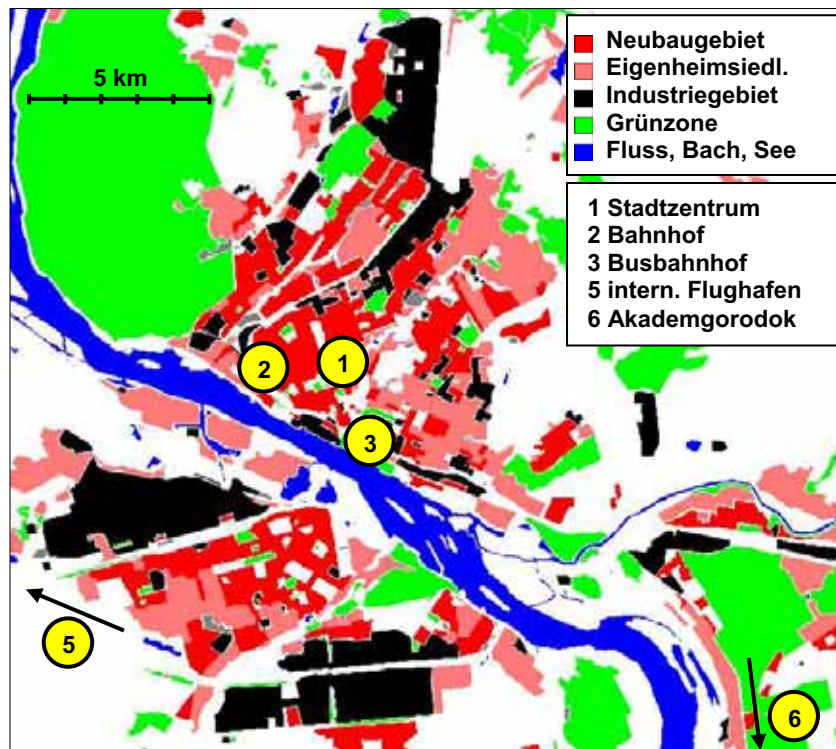 5 km
Neubaugebiet
Eigenheimsiedl.
Industriegebiet
Grünzone
Fluss, Bach, See
1 Stadtzentrum
2 Bahnhof
3 Busbahnhof
5 intern. Flughafen
6 Akademgorodok
1
2
3
5
6